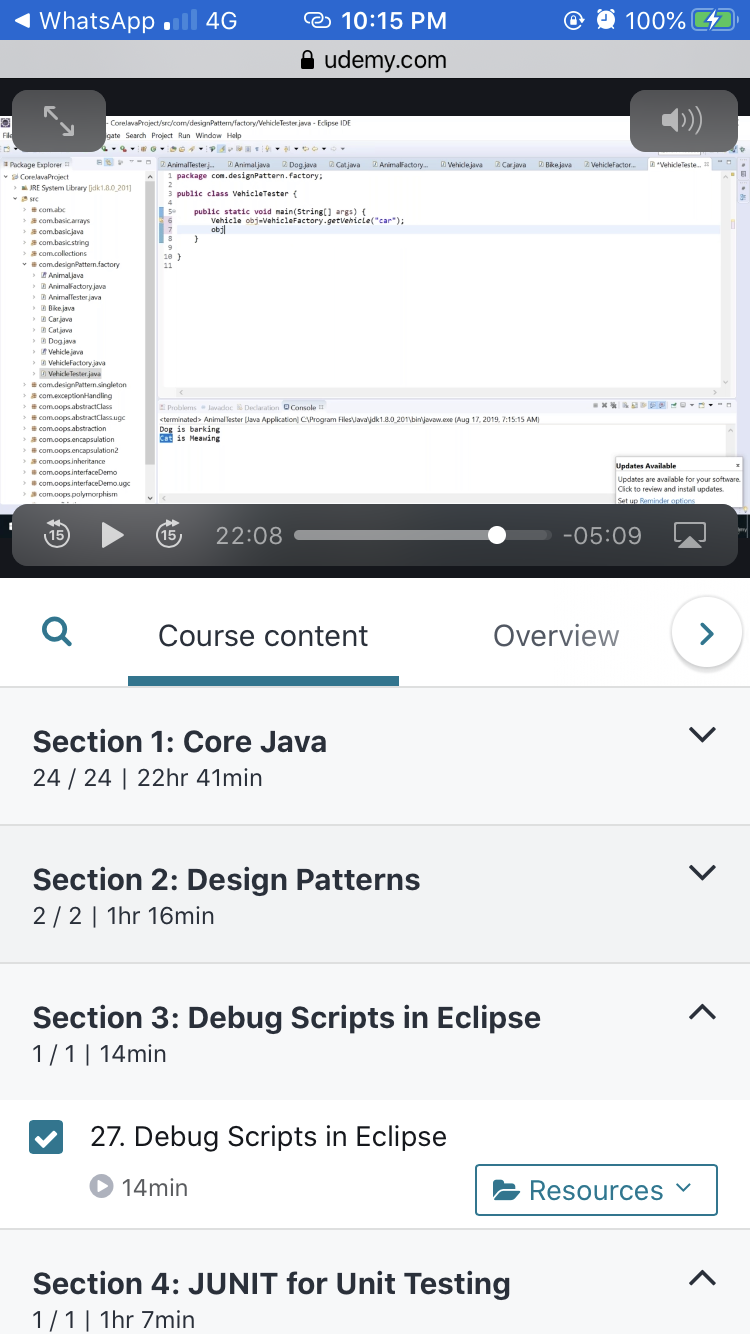 WhatsApp 4G 10:15 PM 100%
udemy.com
CoreJavaProject/src/com/designPattern/factory/VehicleTester.java - Eclipse IDE
Search Project Run Window Help
Package Explorer
AnimalTester.j... Animal.java Dog.java Cat.java AnimalFactory... Vehicle.java Car.java Bike.java VehicleFactor... *VehicleTeste...
CoreJavaProject
JRE System Library [jdk1.8.0_201]
src
com.abc
com.basic.arrays
com.basic.java
com.basic.string
com.collections
com.designPattern.factory
Animal.java
AnimalFactory.java
AnimalTester.java
Bike.java
Car.java
Cat.java
Dog.java
Vehicle.java
VehicleFactory.java
VehicleTester.java
com.designPattern.singleton
com.exceptionHandling
com.oops.abstractClass
com.oops.abstractClass.ugc
com.oops.abstraction
com.oops.encapsulation
com.oops.encapsulation2
com.oops.inheritance
com.oops.interfaceDemo
com.oops.interfaceDemo.ugc
com.oops.polymorphism
1 package com.designPattern.factory;
2
3 public class VehicleTester {
4
5 public static void main(String[] args) {
6 Vehicle obj=VehicleFactory.getVehicle("car");
7 obj
8 }
9
10 }
11
Problems Javadoc Declaration Console
<terminated> AnimalTester [Java Application] C:\Program Files\Java\jdk1.8.0_201\bin\javaw.exe (Aug 17, 2019, 7:15:15 AM)
Dog is barking
Cat is Meawing
Updates Available x
Updates are available for your software.
Click to review and install updates.
Set up Reminder options
15 15 22:08 -05:09
Course content Overview
Section 1: Core Java
24 / 24 | 22hr 41min
Section 2: Design Patterns
2 / 2 | 1hr 16min
Section 3: Debug Scripts in Eclipse
1 / 1 | 14min
27. Debug Scripts in Eclipse
14min
Resources
Section 4: JUNIT for Unit Testing
1 / 1 | 1hr 7min